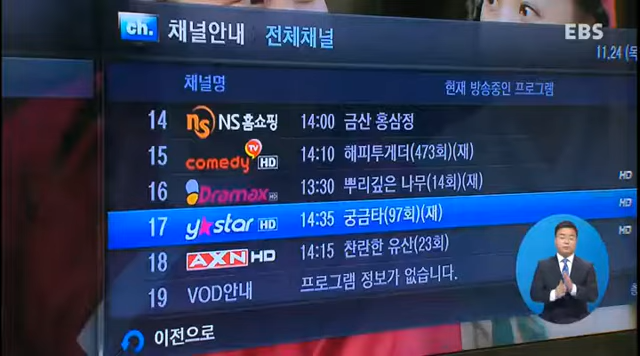 ch. 채널안내 전체채널
EBS
11.24 (목
채널명 현재 방송중인 프로그램
14 ns NS홈쇼핑 14:00 금산 홍삼정
15 comedy TV HD 14:10 해피투게더(473회)(재)
16 Dramax HD 13:30 뿌리깊은 나무(14회)(재) HD
17 y★star HD 14:35 궁금타(97회)(재) HD
18 AXN HD 14:15 찬란한 유산(23회) HD
19 VOD안내 프로그램 정보가 없습니다.
이전으로